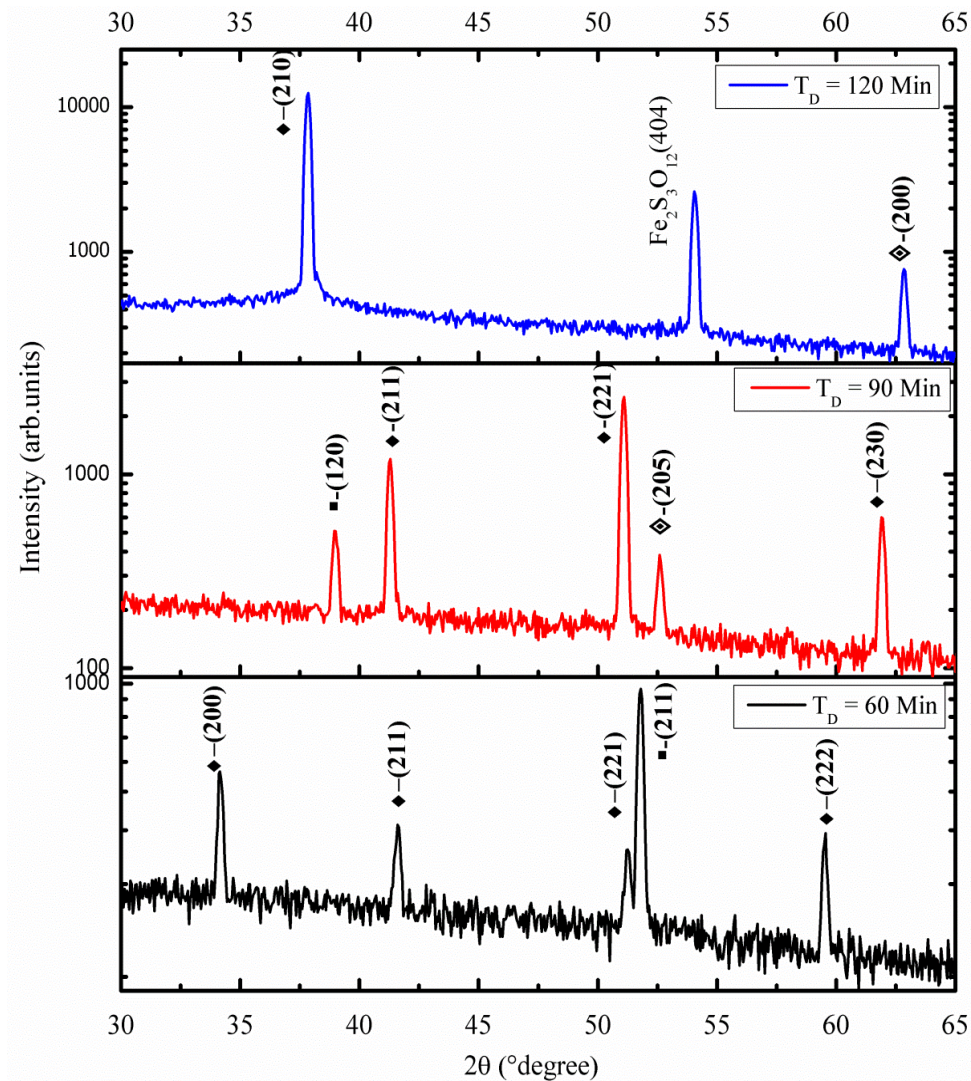 30 35 40 45 50 55 60 65
T_D = 120 Min
◆–(210)
Fe₂S₃O₁₂(404)
◈-(200)
10000
1000
T_D = 90 Min
■-(120)
◆-(211)
◆-(221)
◈-(205)
◆–(230)
1000
100
Intensity (arb.units)
T_D = 60 Min
1000
◆–(200)
◆–(211)
◆–(221)
■-(211)
◆–(222)
30 35 40 45 50 55 60 65
2θ (°degree)